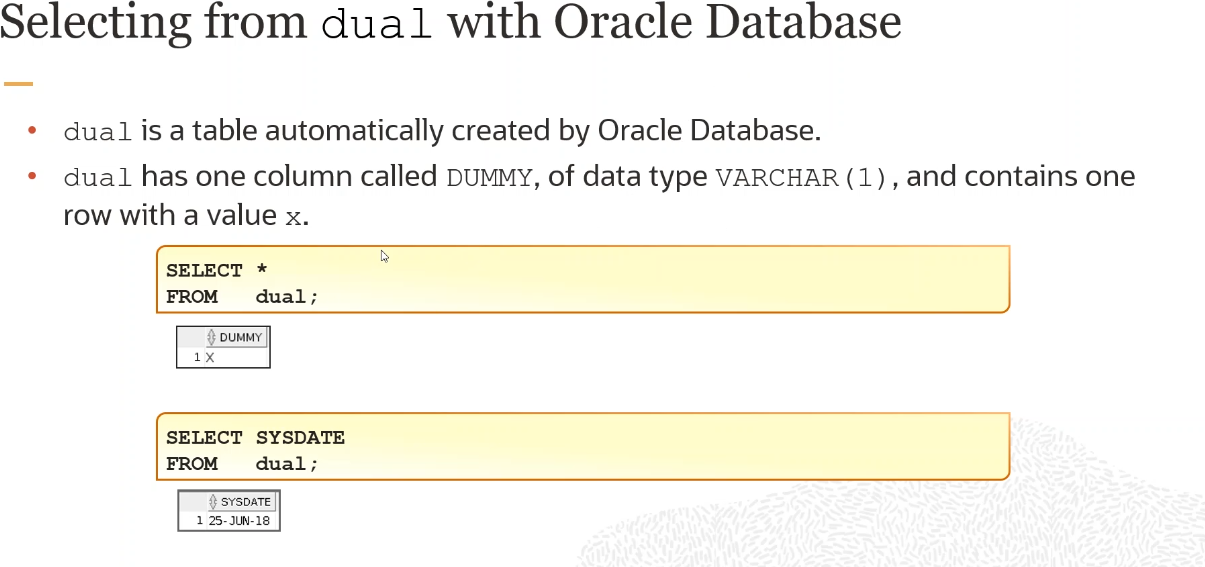 Selecting from dual with Oracle Database
• dual is a table automatically created by Oracle Database.
• dual has one column called DUMMY, of data type VARCHAR(1), and contains one
row with a value x.
SELECT *
FROM   dual;
DUMMY
1 X
SELECT SYSDATE
FROM   dual;
SYSDATE
1 25-JUN-18